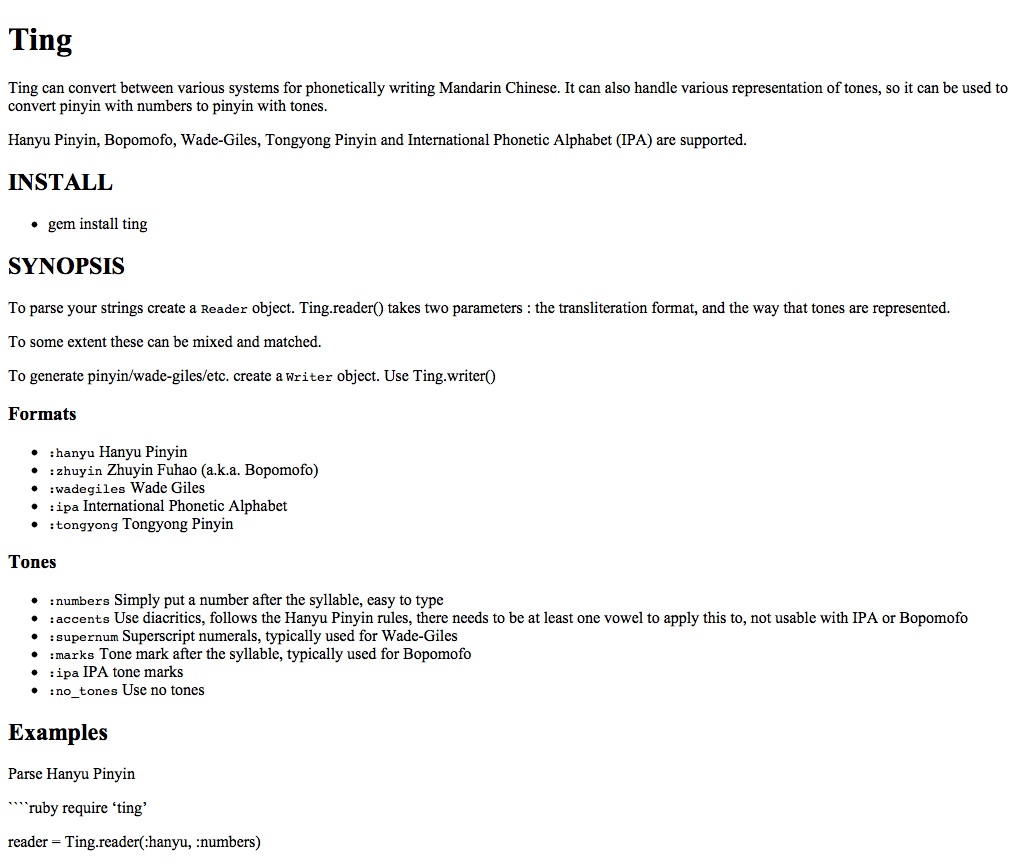 Ting
Ting can convert between various systems for phonetically writing Mandarin Chinese. It can also handle various representation of tones, so it can be used to
convert pinyin with numbers to pinyin with tones.
Hanyu Pinyin, Bopomofo, Wade-Giles, Tongyong Pinyin and International Phonetic Alphabet (IPA) are supported.
INSTALL
• gem install ting
SYNOPSIS
To parse your strings create a Reader object. Ting.reader() takes two parameters : the transliteration format, and the way that tones are represented.
To some extent these can be mixed and matched.
To generate pinyin/wade-giles/etc. create a Writer object. Use Ting.writer()
Formats
• :hanyu Hanyu Pinyin
• :zhuyin Zhuyin Fuhao (a.k.a. Bopomofo)
• :wadegiles Wade Giles
• :ipa International Phonetic Alphabet
• :tongyong Tongyong Pinyin
Tones
• :numbers Simply put a number after the syllable, easy to type
• :accents Use diacritics, follows the Hanyu Pinyin rules, there needs to be at least one vowel to apply this to, not usable with IPA or Bopomofo
• :supernum Superscript numerals, typically used for Wade-Giles
• :marks Tone mark after the syllable, typically used for Bopomofo
• :ipa IPA tone marks
• :no_tones Use no tones
Examples
Parse Hanyu Pinyin
````ruby require ‘ting’
reader = Ting.reader(:hanyu, :numbers)